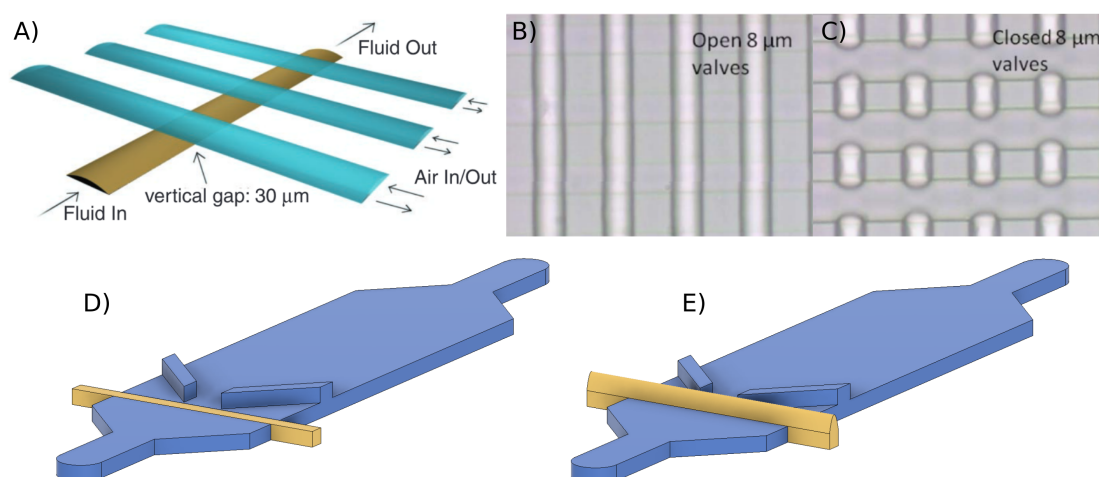 A)
Fluid Out
Air In/Out
vertical gap: 30 μm
Fluid In
B)
Open 8 μm
valves
C)
Closed 8 μm
valves
D)
E)